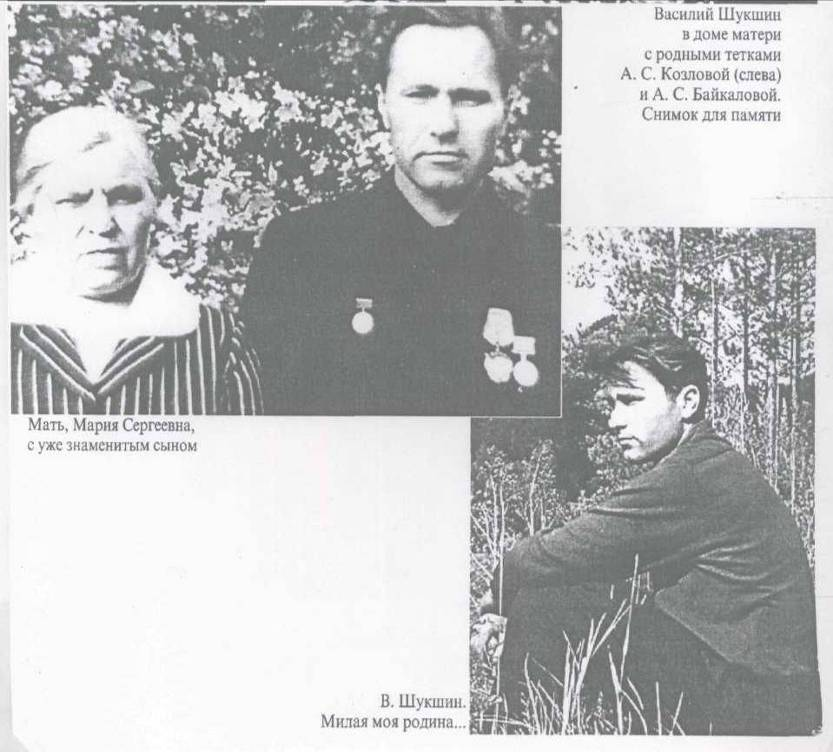 Василий Шукшин
в доме матери
с родными тетками
А. С. Козловой (слева)
и А. С. Байкаловой.
Снимок для памяти
Мать, Мария Сергеевна,
с уже знаменитым сыном
В. Шукшин.
Милая моя родина...